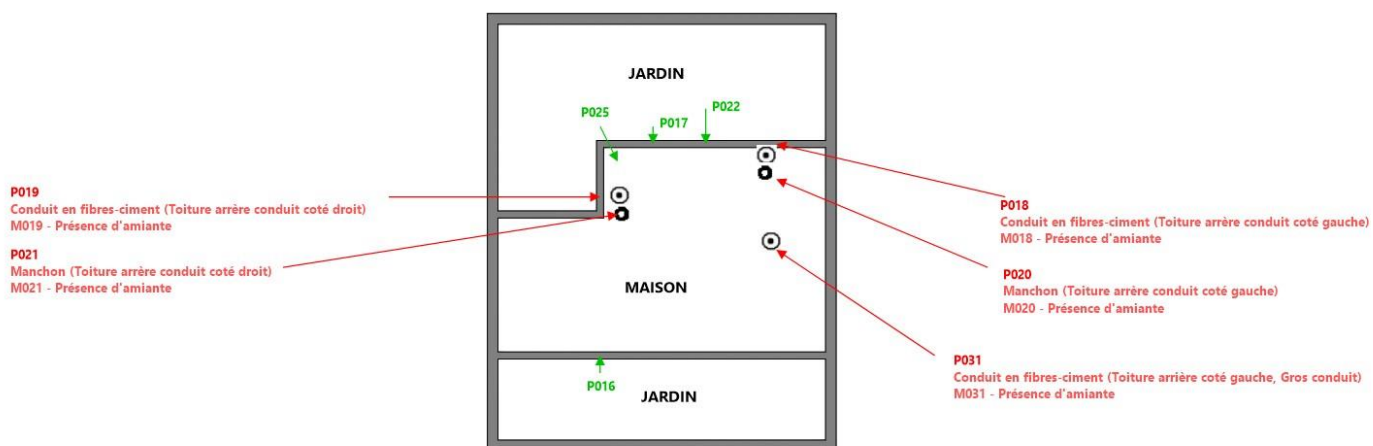 JARDIN
P025
P017
P022
P019
Conduit en fibres-ciment (Toiture arrère conduit coté droit)
M019 - Présence d'amiante
P021
Manchon (Toiture arrère conduit coté droit)
M021 - Présence d'amiante
MAISON
P018
Conduit en fibres-ciment (Toiture arrère conduit coté gauche)
M018 - Présence d'amiante
P020
Manchon (Toiture arrère conduit coté gauche)
M020 - Présence d'amiante
P031
Conduit en fibres-ciment (Toiture arrière coté gauche, Gros conduit)
M031 - Présence d'amiante
P016
JARDIN